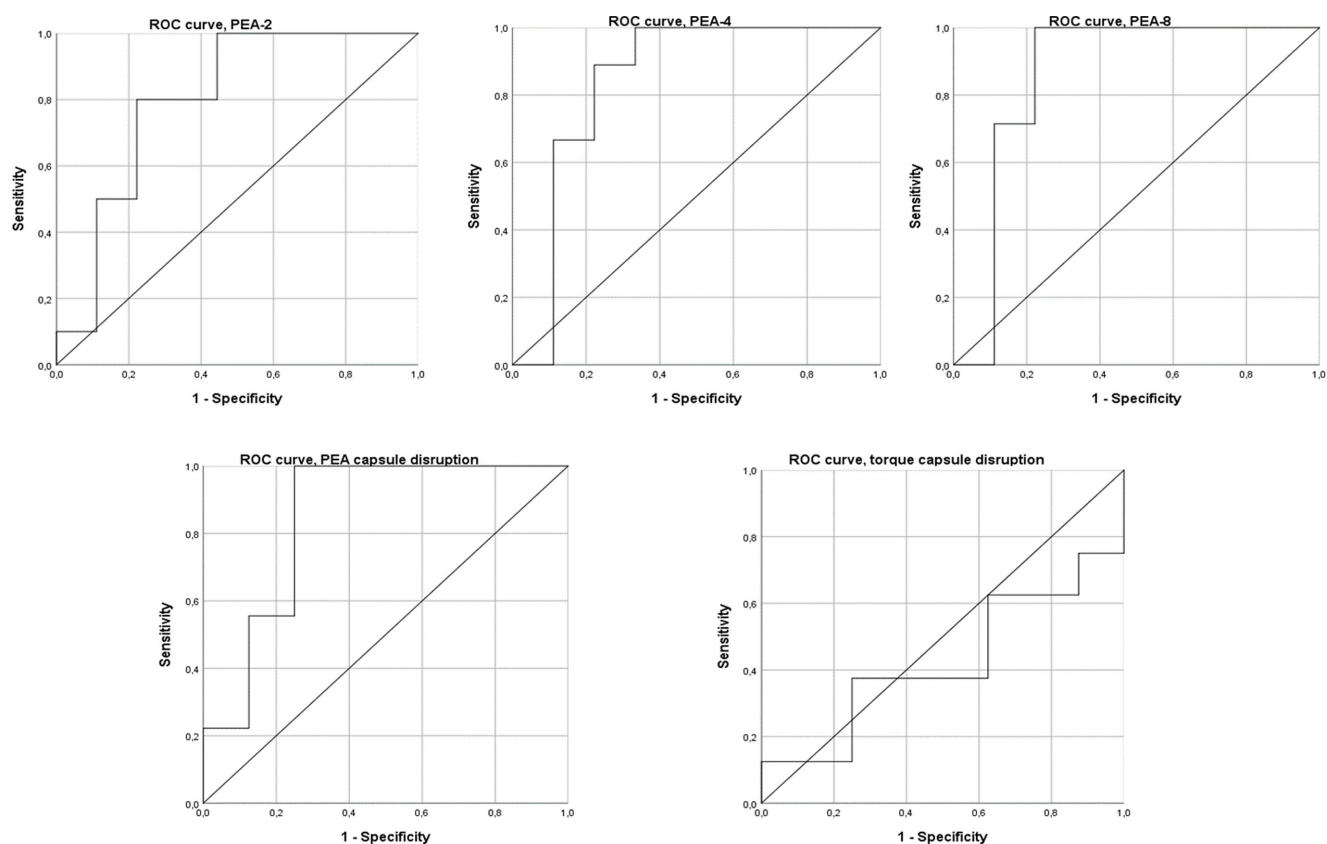 ROC curve, PEA-2
1,0
0,8
0,6
0,4
0,2
0,0
Sensitivity
0,0 0,2 0,4 0,6 0,8 1,0
1 - Specificity
ROC curve, PEA-4
1,0
0,8
0,6
0,4
0,2
0,0
Sensitivity
0,0 0,2 0,4 0,6 0,8 1,0
1 - Specificity
ROC curve, PEA-8
1,0
0,8
0,6
0,4
0,2
0,0
Sensitivity
0,0 0,2 0,4 0,6 0,8 1,0
1 - Specificity
ROC curve, PEA capsule disruption
1,0
0,8
0,6
0,4
0,2
0,0
Sensitivity
0,0 0,2 0,4 0,6 0,8 1,0
1 - Specificity
ROC curve, torque capsule disruption
1,0
0,8
0,6
0,4
0,2
0,0
Sensitivity
0,0 0,2 0,4 0,6 0,8 1,0
1 - Specificity